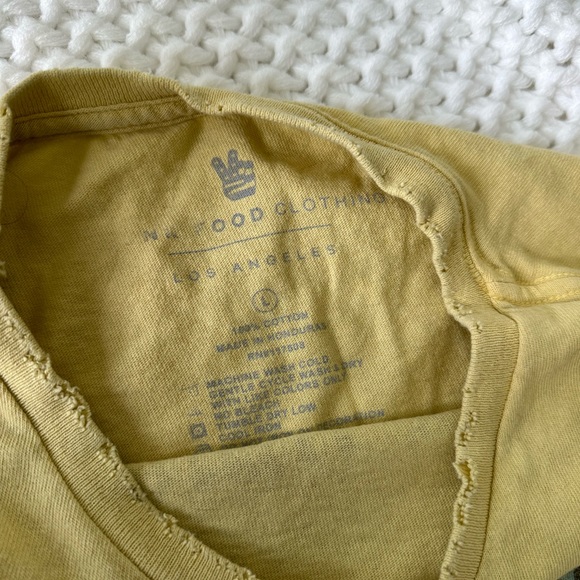 FOOD CLOTHING
LOS ANGELES
L
100% COTTON
MADE IN HONDURAS
MACHINE WASH COLD
GENTLE CYCLE WASH & DRY
WITH LIKE COLORS ONLY
NO BLEACH
TUMBLE DRY LOW
COOL IRON